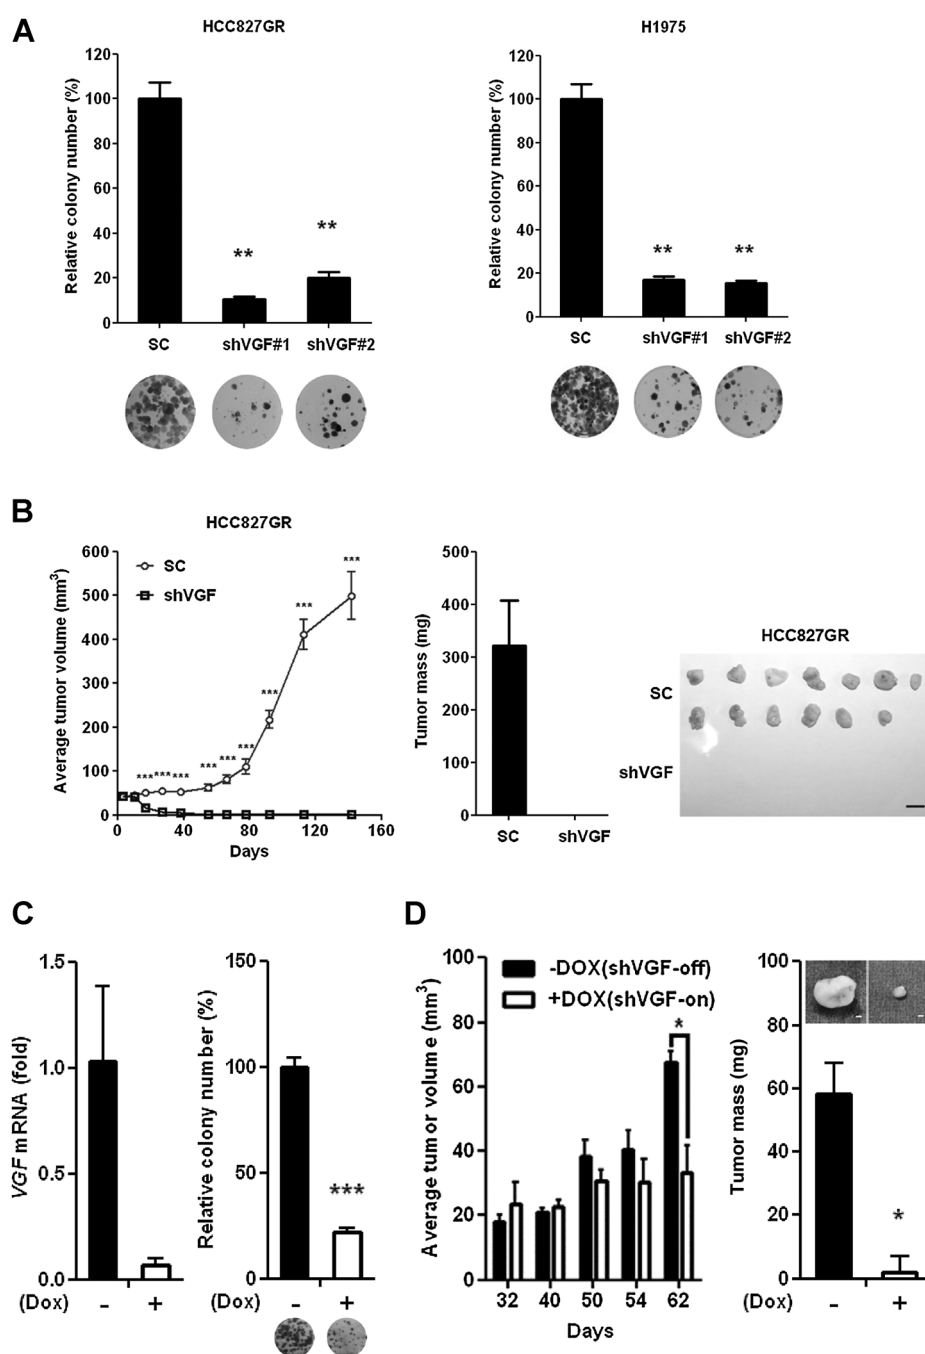 A
HCC827GR
Relative colony number (%)
120
100
80
60
40
20
0
**
**
SC
shVGF#1
shVGF#2
H1975
Relative colony number (%)
120
100
80
60
40
20
0
**
**
SC
shVGF#1
shVGF#2
B
HCC827GR
Average tumor volume (mm³)
600
500
400
300
200
100
0
SC
shVGF
***
***
***
***
***
***
***
***
***
0
40
80
120
160
Days
Tumor mass (mg)
500
400
300
200
100
0
SC
shVGF
HCC827GR
SC
shVGF
C
VGF mRNA (fold)
1.5
1.0
0.5
0.0
(Dox)
-
+
Relative colony number (%)
150
100
50
0
***
(Dox)
-
+
D
Average tumor volume (mm³)
100
80
60
40
20
0
-DOX(shVGF-off)
+DOX(shVGF-on)
*
32
40
50
54
62
Days
Tumor mass (mg)
100
80
60
40
20
0
*
(Dox)
-
+